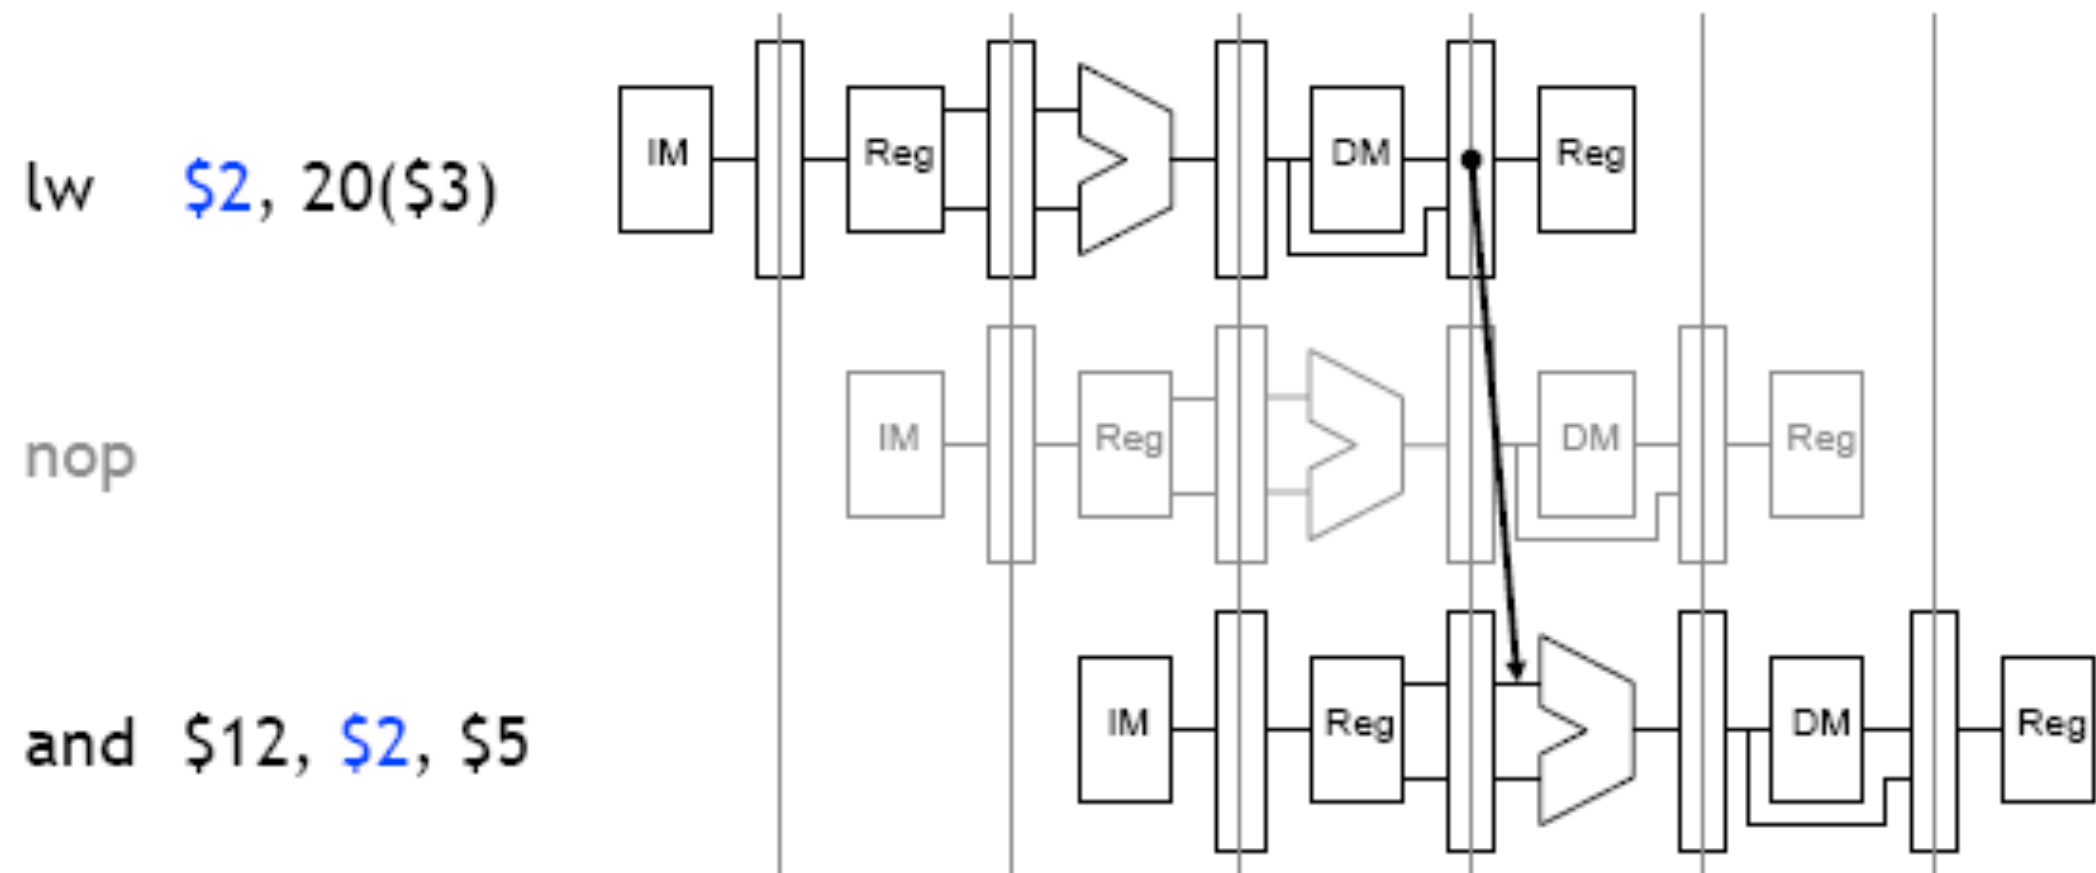 lw $2, 20($3) IM Reg DM Reg
nop IM Reg DM Reg
and $12, $2, $5 IM Reg DM Reg